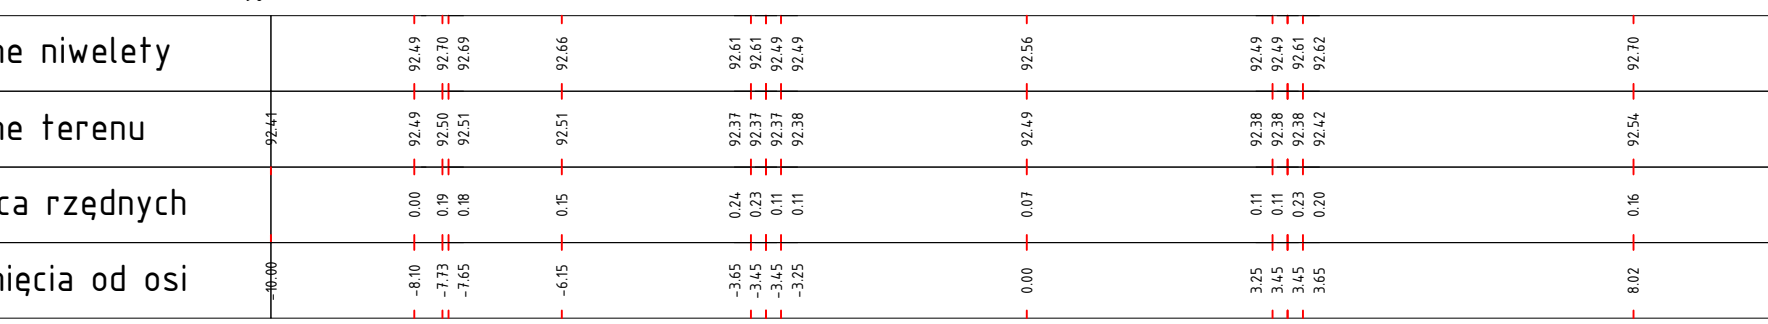 ne niwelety 92.49 92.70 92.69 92.66 92.61 92.61 92.49 92.49 92.56 92.49 92.49 92.61 92.62 92.70
ne terenu 92.41 92.49 92.50 92.51 92.51 92.37 92.37 92.37 92.38 92.49 92.38 92.38 92.38 92.42 92.54
ca rzędnych 0.00 0.19 0.18 0.15 0.24 0.23 0.11 0.11 0.07 0.11 0.11 0.23 0.20 0.16
nięcia od osi -10.00 -8.10 -7.73 -7.65 -6.15 -3.65 -3.45 -3.45 -3.25 0.00 3.25 3.45 3.45 3.65 8.02